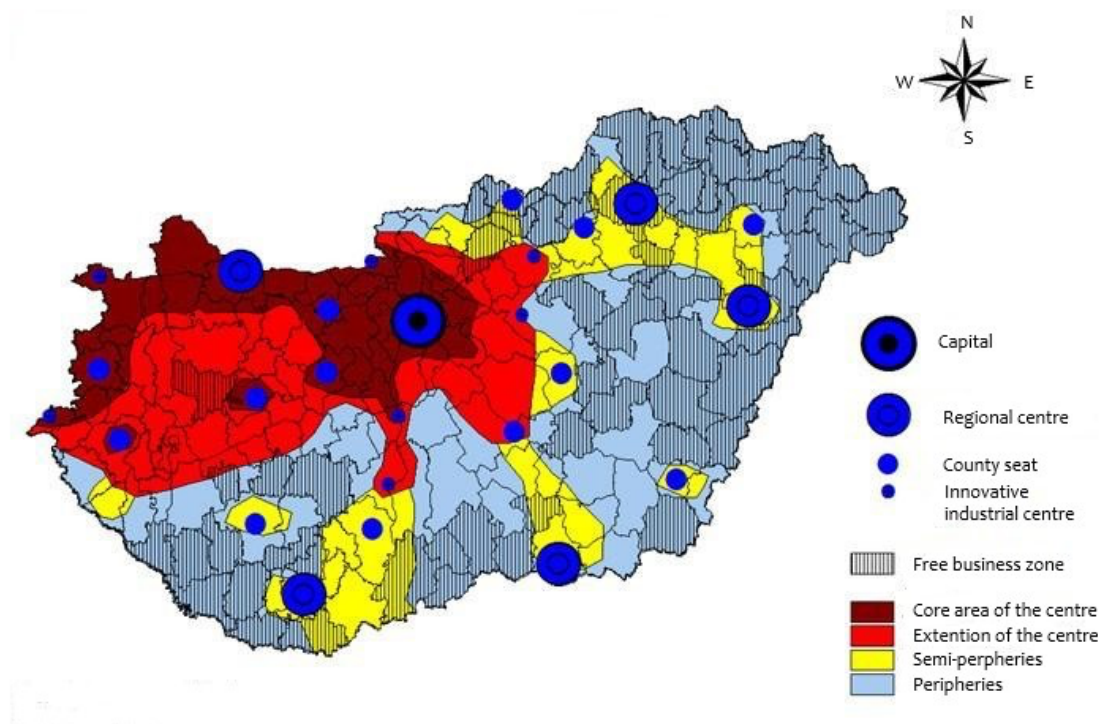 N
W
E
S
Capital
Regional centre
County seat
Innovative
industrial centre
Free business zone
Core area of the centre
Extention of the centre
Semi-perpheries
Peripheries